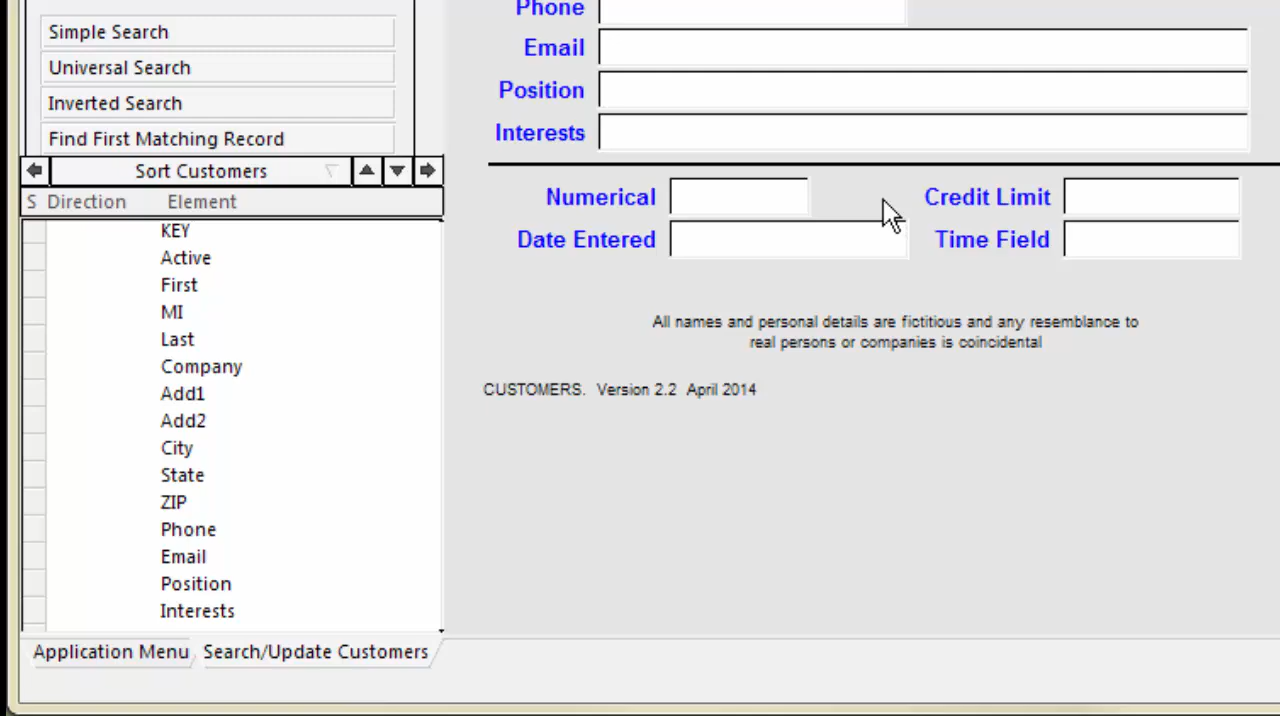 Simple Search
Universal Search
Inverted Search
Find First Matching Record
Sort Customers
S Direction Element
KEY
Active
First
MI
Last
Company
Add1
Add2
City
State
ZIP
Phone
Email
Position
Interests
Phone
Email
Position
Interests
Numerical Credit Limit
Date Entered Time Field
All names and personal details are fictitious and any resemblance to
real persons or companies is coincidental
CUSTOMERS. Version 2.2 April 2014
Application Menu Search/Update Customers